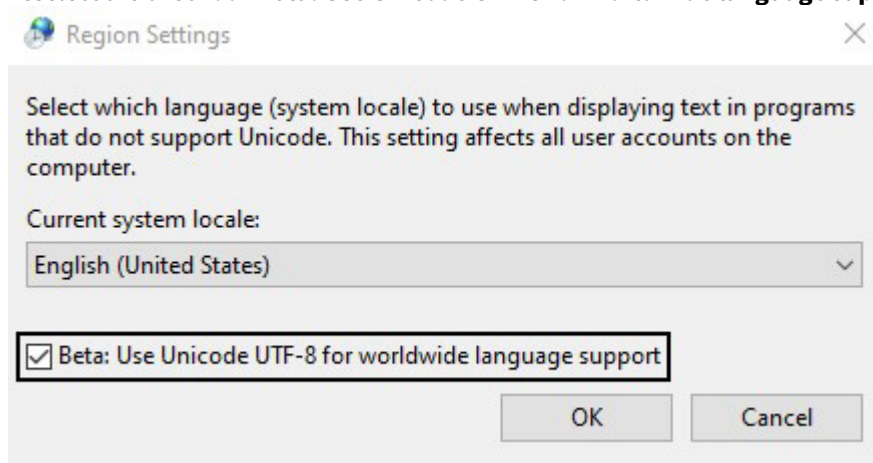 Region Settings
Select which language (system locale) to use when displaying text in programs
that do not support Unicode. This setting affects all user accounts on the
computer.
Current system locale:
English (United States)
Beta: Use Unicode UTF-8 for worldwide language support
OK Cancel